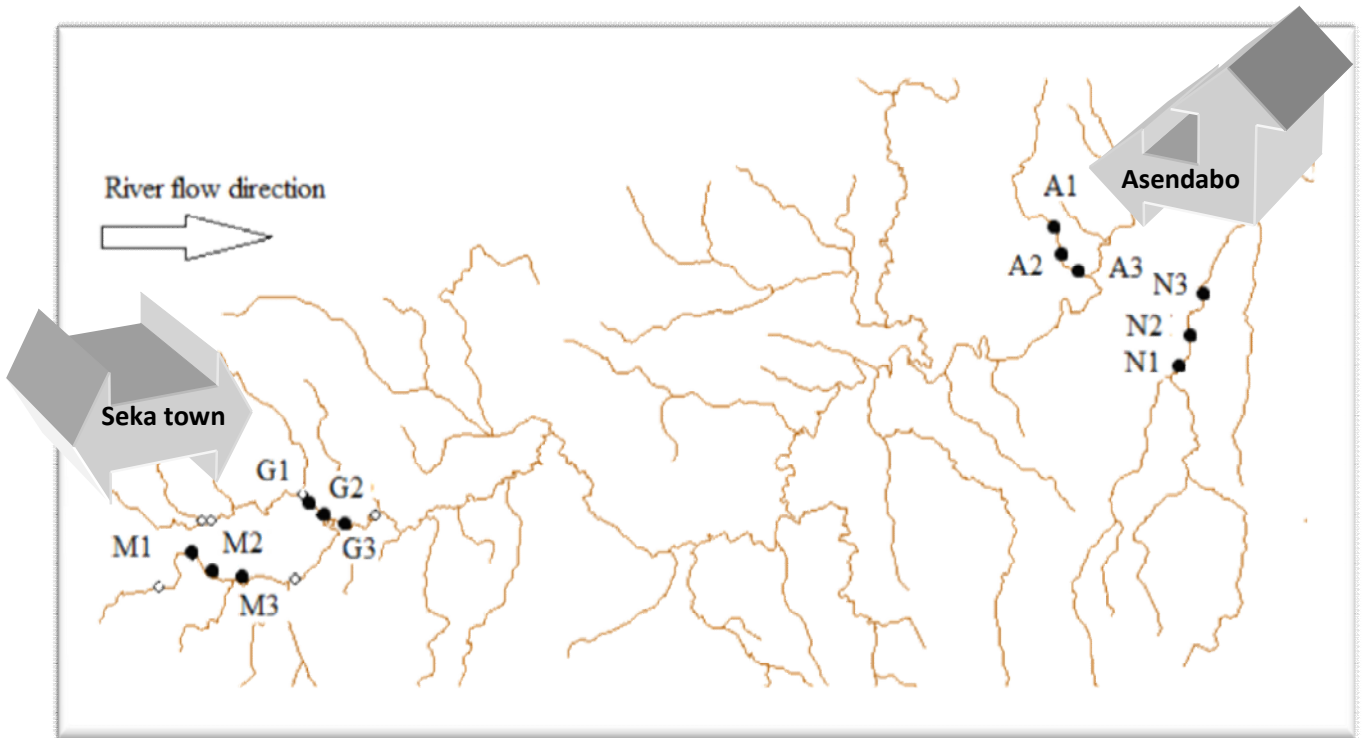 River flow direction
Asendabo
Seka town
A1
A2
A3
N3
N2
N1
G1
G2
G3
M1
M2
M3